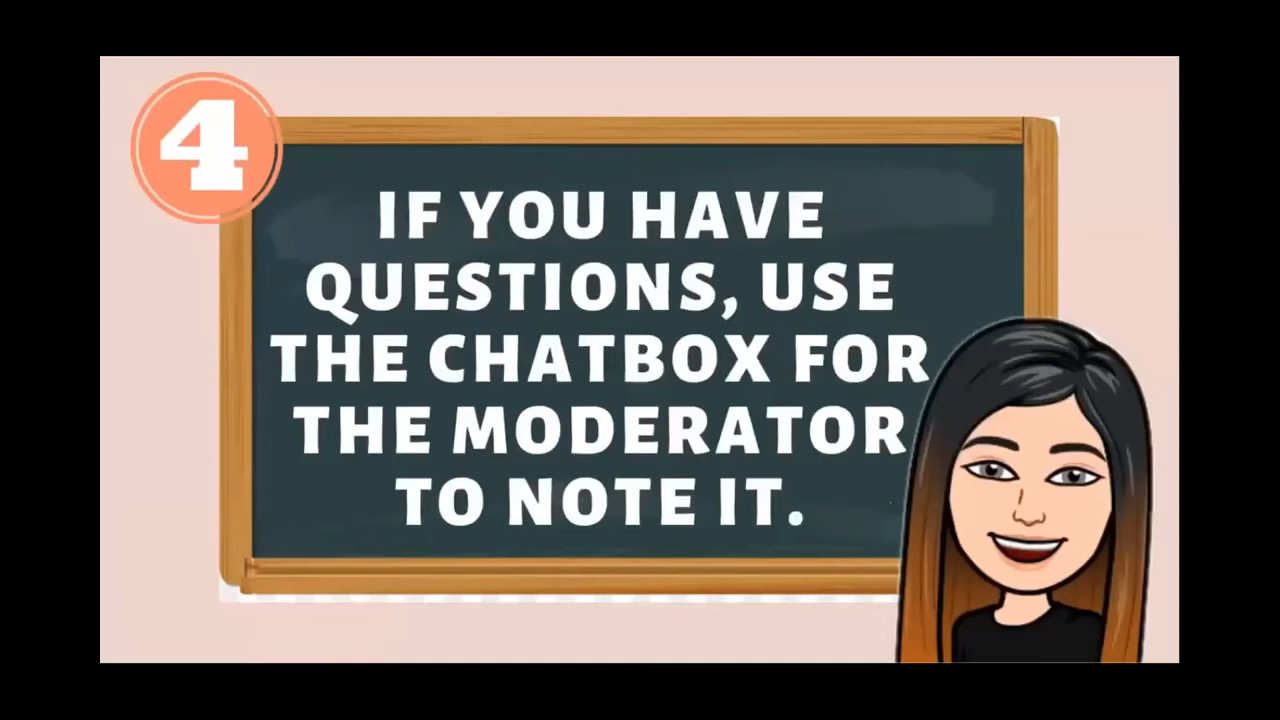 4
IF YOU HAVE
QUESTIONS, USE
THE CHATBOX FOR
THE MODERATOR
TO NOTE IT.